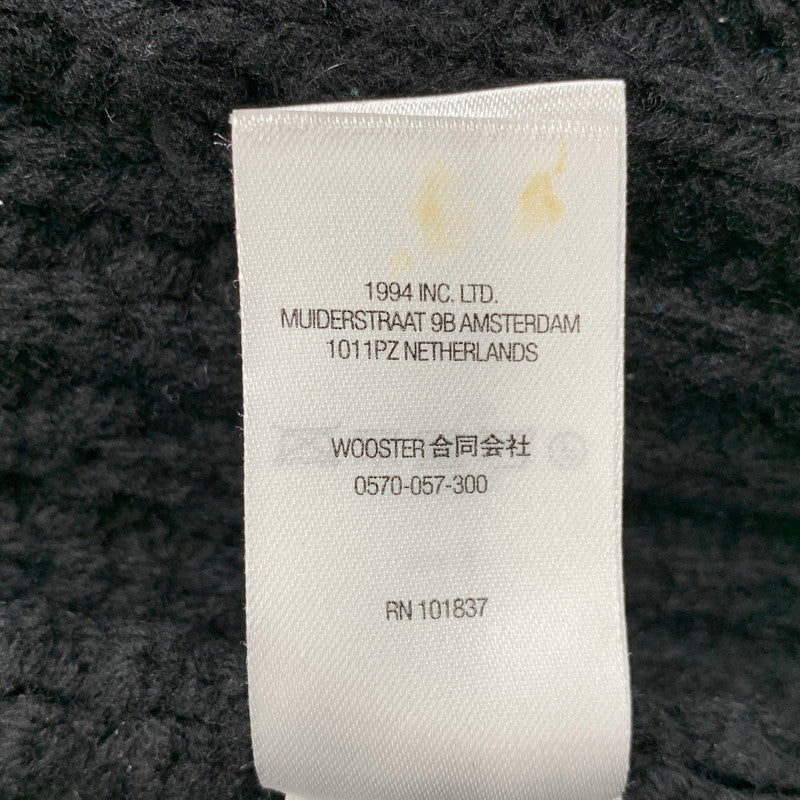 1994 INC. LTD.
MUIDERSTRAAT 9B AMSTERDAM
1011PZ NETHERLANDS
WOOSTER 合同会社
0570-057-300
RN 101837